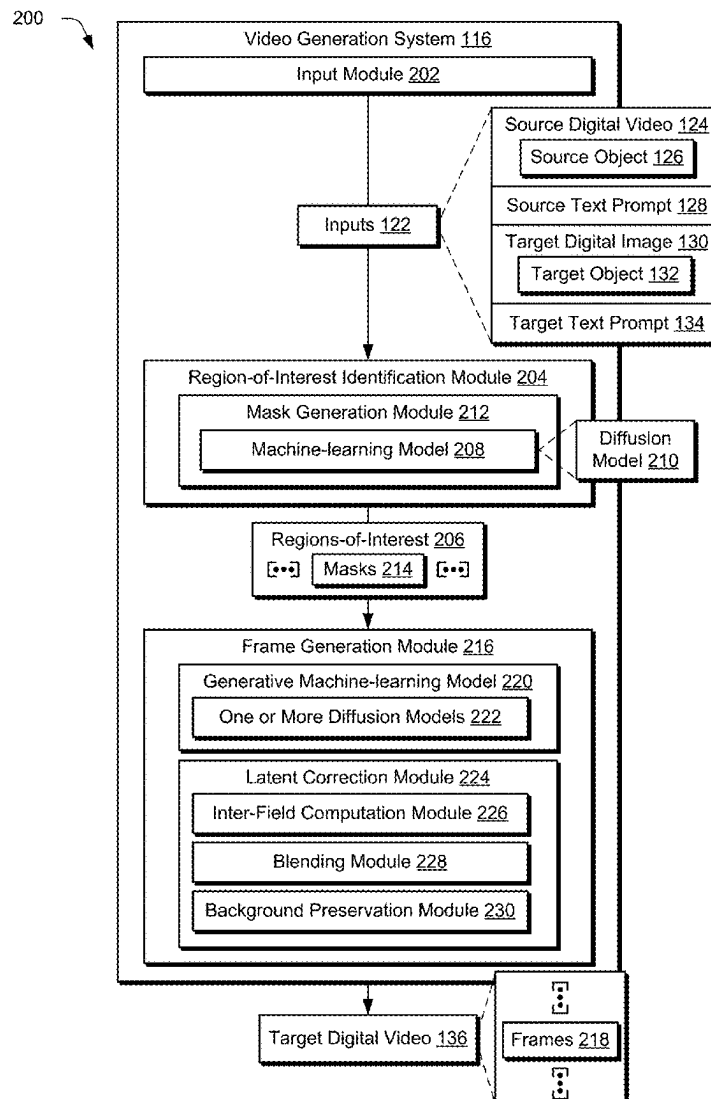 200
Video Generation System 116
Input Module 202
Source Digital Video 124
Source Object 126
Source Text Prompt 128
Inputs 122
Target Digital Image 130
Target Object 132
Target Text Prompt 134
Region-of-Interest Identification Module 204
Mask Generation Module 212
Machine-learning Model 208
Diffusion
Model 210
Regions-of-Interest 206
Masks 214
Frame Generation Module 216
Generative Machine-learning Model 220
One or More Diffusion Models 222
Latent Correction Module 224
Inter-Field Computation Module 226
Blending Module 228
Background Preservation Module 230
Target Digital Video 136
Frames 218